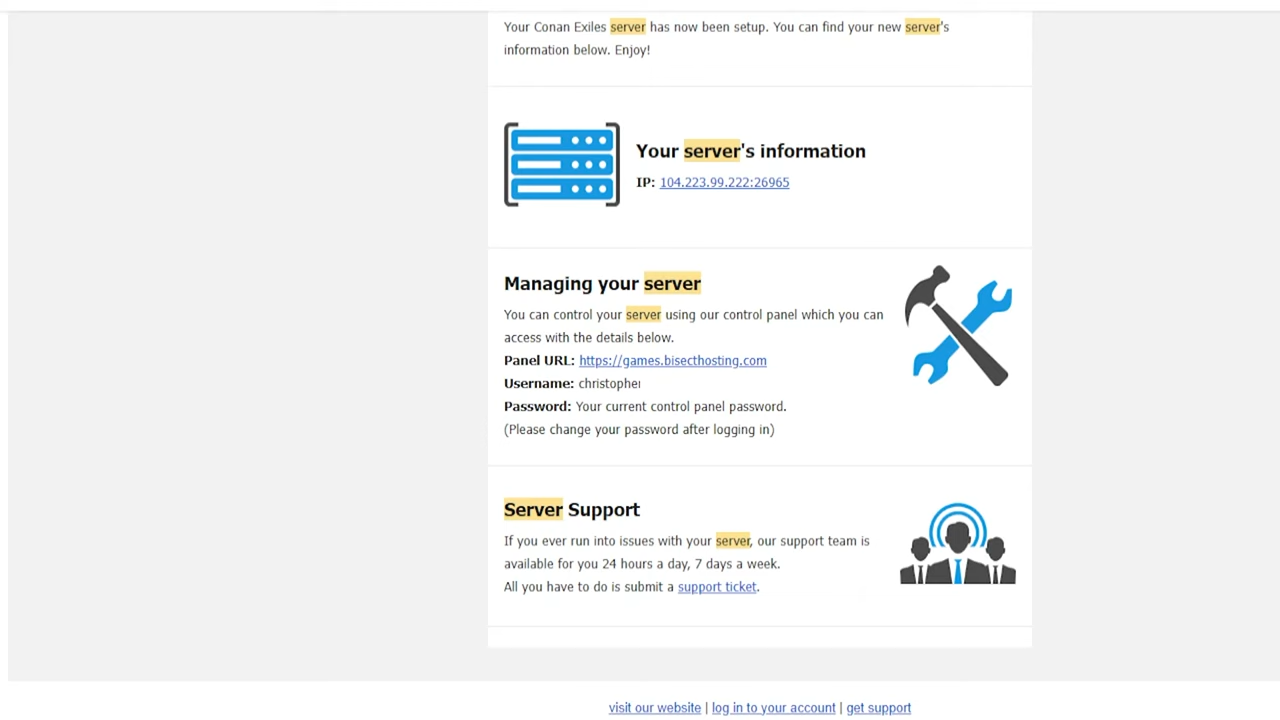 Your Conan Exiles server has now been setup. You can find your new server's
information below. Enjoy!
Your server's information
IP: 104.223.99.222:26965
Managing your server
You can control your server using our control panel which you can
access with the details below.
Panel URL: https://games.bisecthosting.com
Username: christopher
Password: Your current control panel password.
(Please change your password after logging in)
Server Support
If you ever run into issues with your server, our support team is
available for you 24 hours a day, 7 days a week.
All you have to do is submit a support ticket.
visit our website | log in to your account | get support